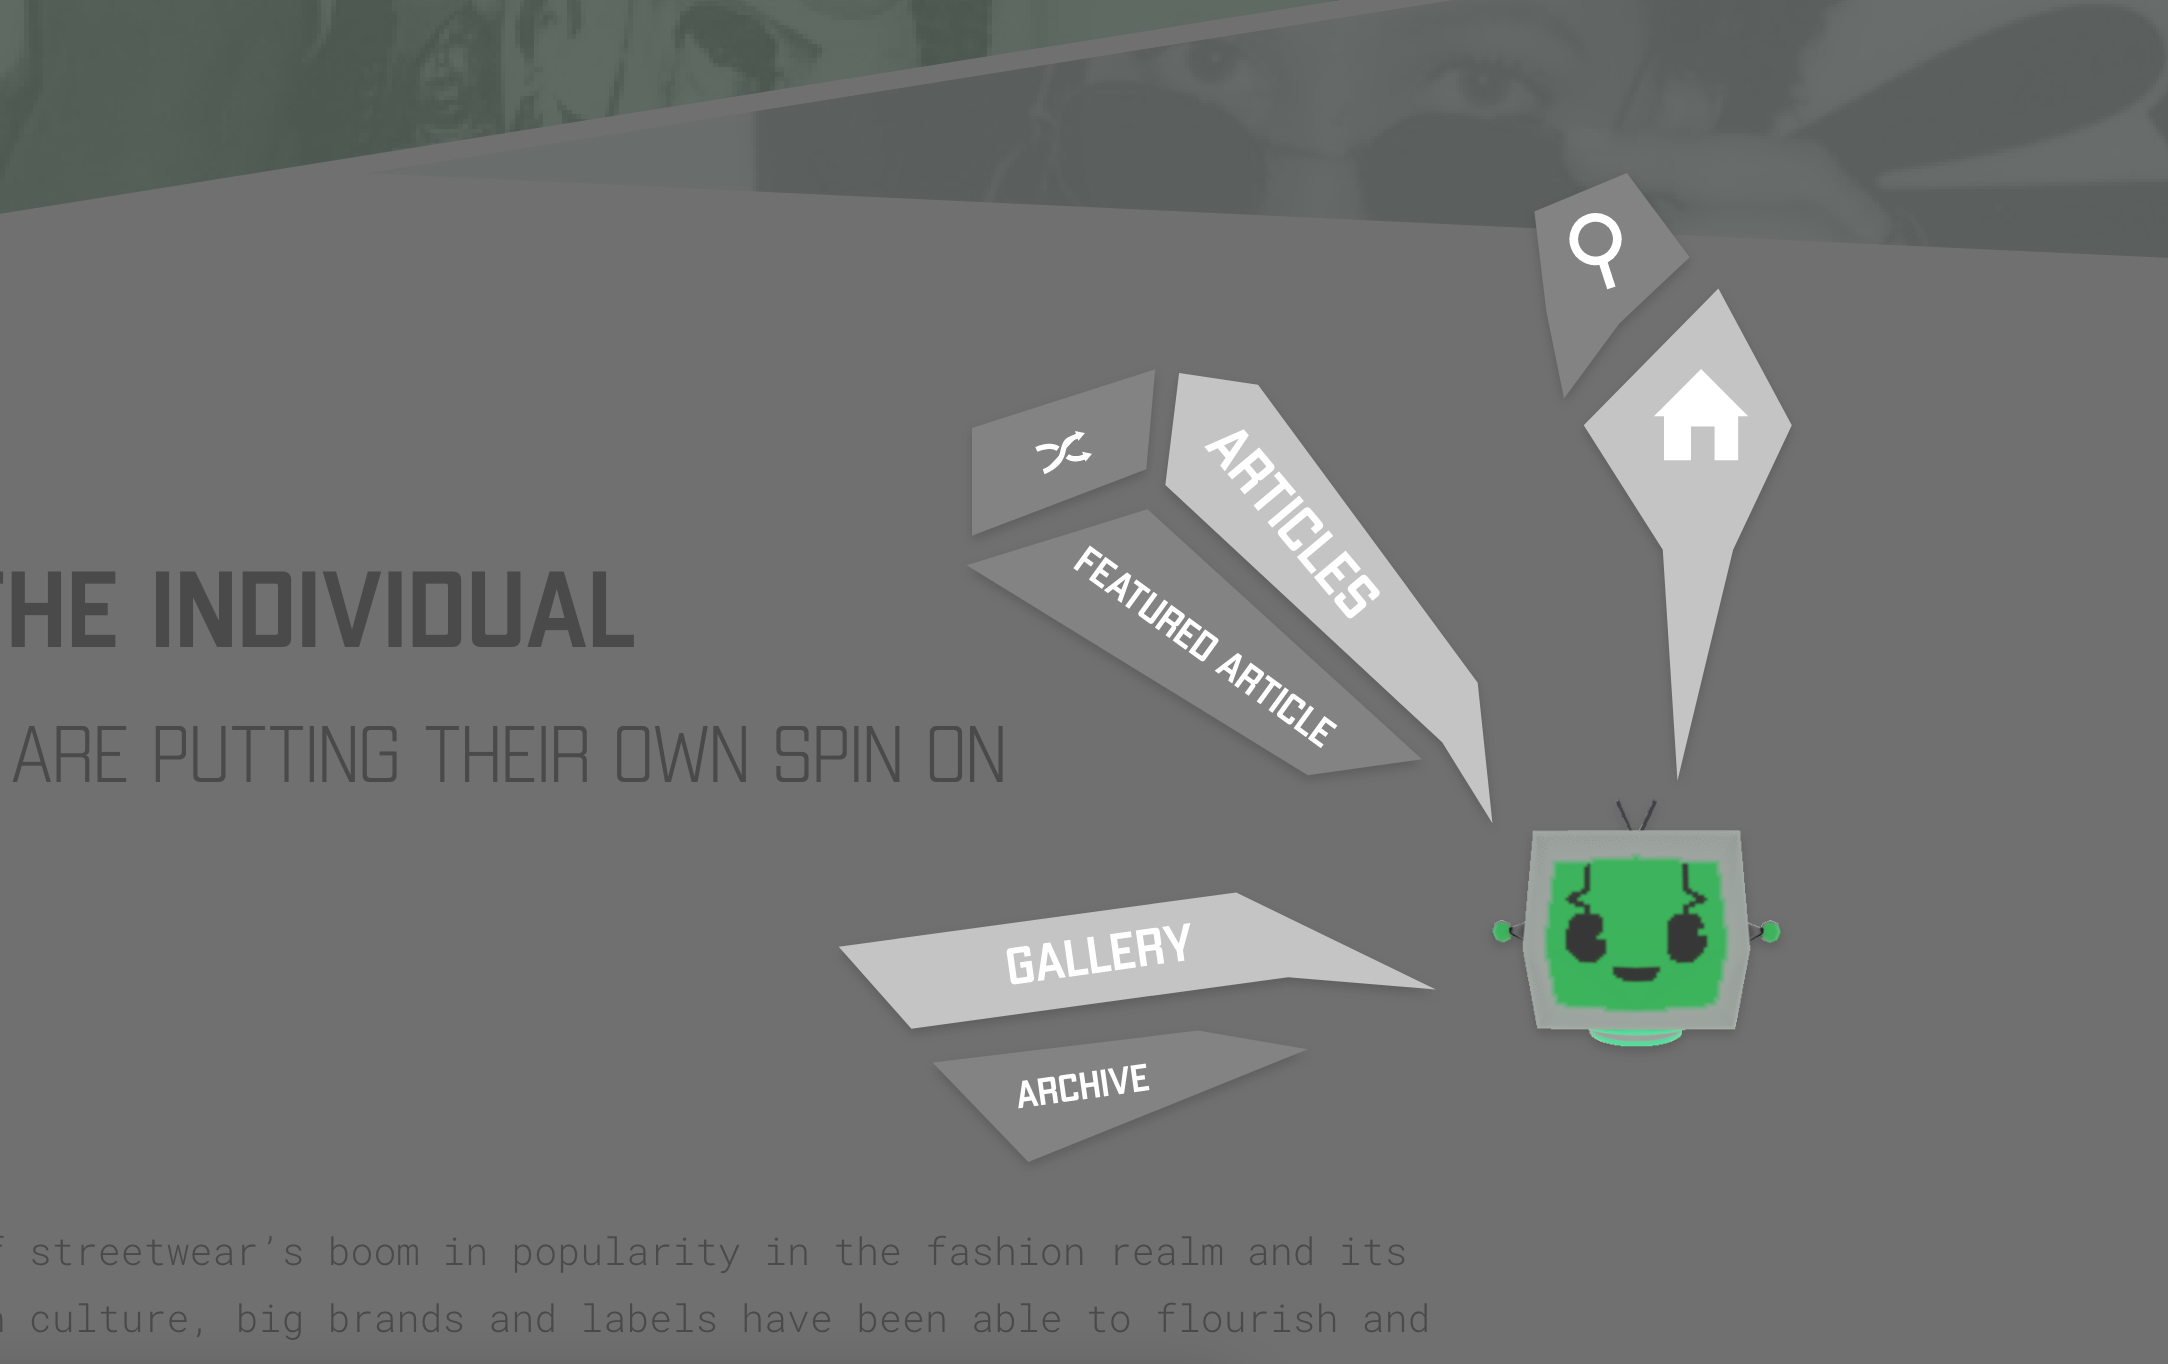 ARTICLES
FEATURED ARTICLE
THE INDIVIDUAL
ARE PUTTING THEIR OWN SPIN ON
GALLERY
ARCHIVE
streetwear’s boom in popularity in the fashion realm and its
culture, big brands and labels have been able to flourish and